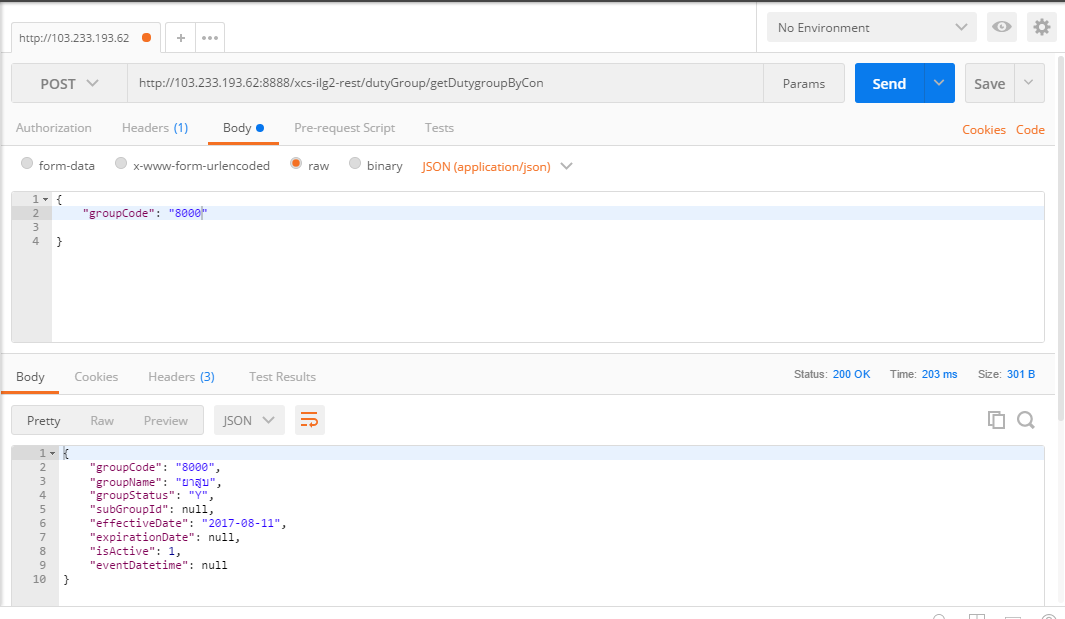 http://103.233.193.62
No Environment
POST http://103.233.193.62:8888/xcs-ilg2-rest/dutyGroup/getDutygroupByCon Params Send Save
Authorization Headers (1) Body Pre-request Script Tests Cookies Code
form-data x-www-form-urlencoded raw binary JSON (application/json)
1 {
2 "groupCode": "8000"
3
4 }
Body Cookies Headers (3) Test Results Status: 200 OK Time: 203 ms Size: 301 B
Pretty Raw Preview JSON
1 {
2 "groupCode": "8000",
3 "groupName": "ยาสูบ",
4 "groupStatus": "Y",
5 "subGroupId": null,
6 "effectiveDate": "2017-08-11",
7 "expirationDate": null,
8 "isActive": 1,
9 "eventDatetime": null
10 }